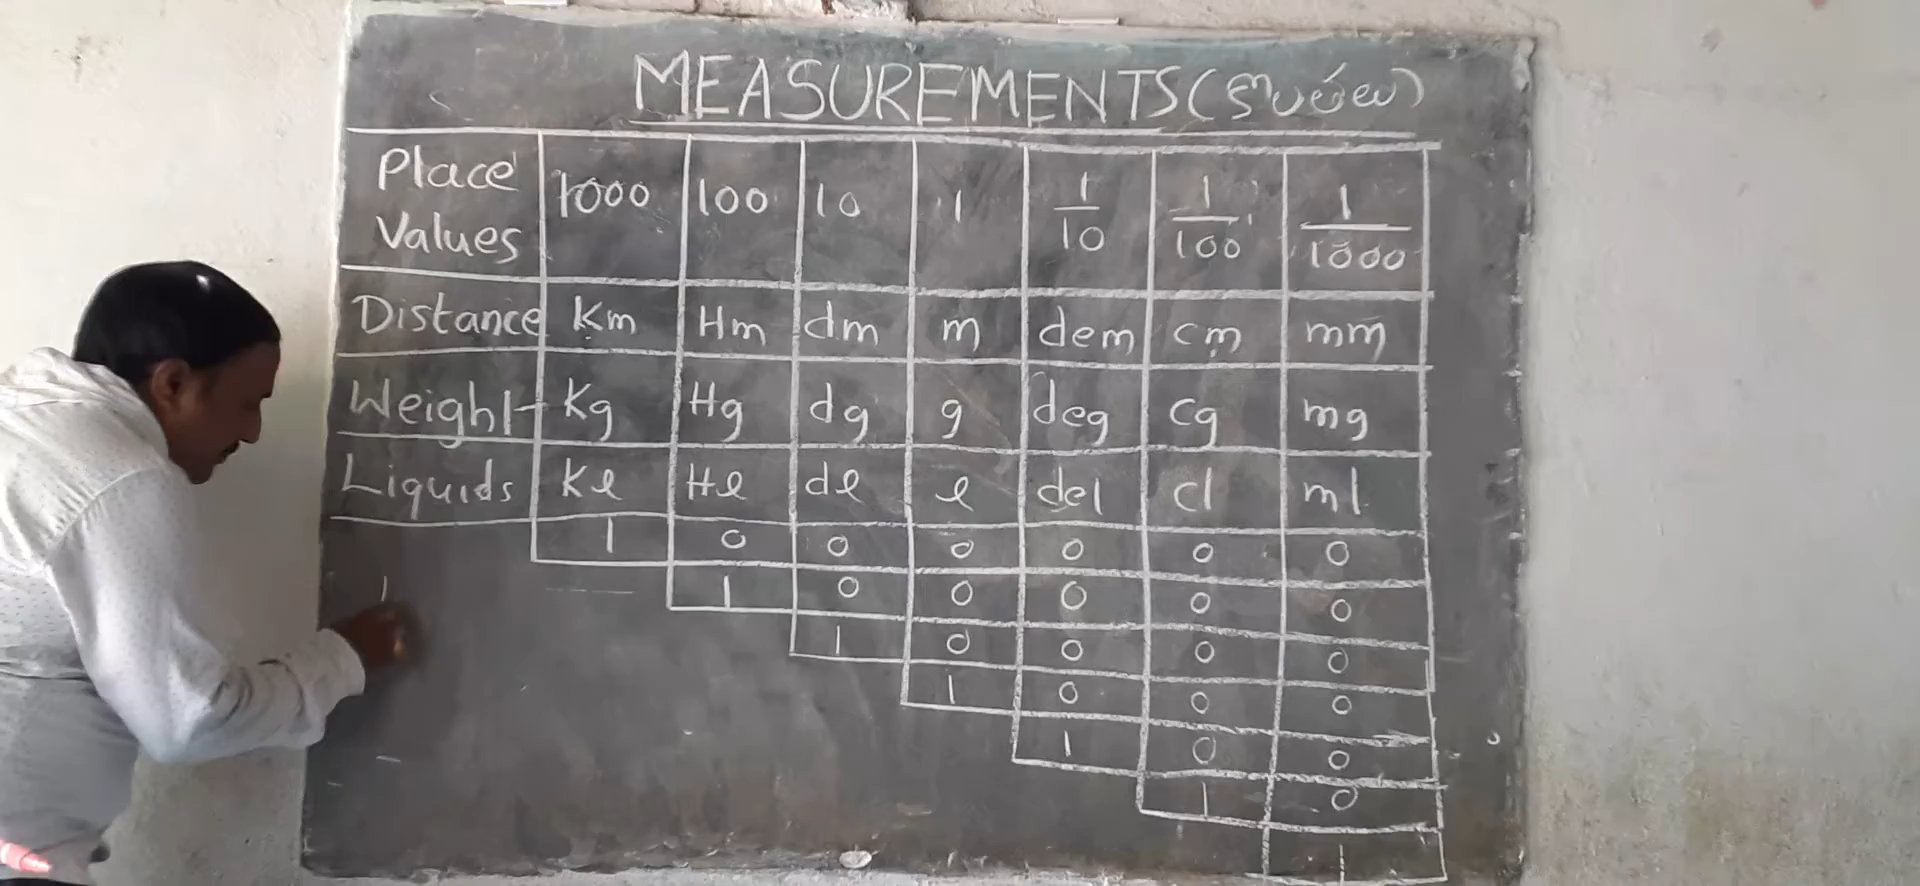 MEASUREMENTS (కొలతలు)
Place Values 1000 100 10 1 1/10 1/100 1/1000
Distance Km Hm dm m dem cm mm
Weight Kg Hg dg g deg cg mg
Liquids Kl Hl dl l del cl ml
1 0 0 0 0 0 0
1 0 0 0 0 0
1 0 0 0 0
1 0 0 0
1 0 0
1 0
1
1